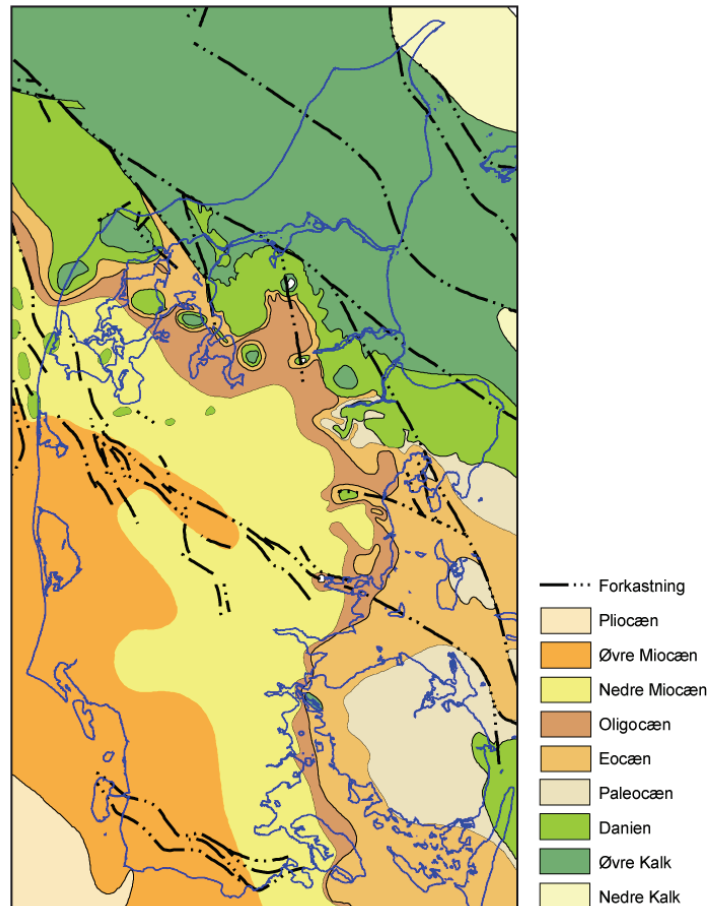 Forkastning
Pliocæn
Øvre Miocæn
Nedre Miocæn
Oligocæn
Eocæn
Paleocæn
Danien
Øvre Kalk
Nedre Kalk